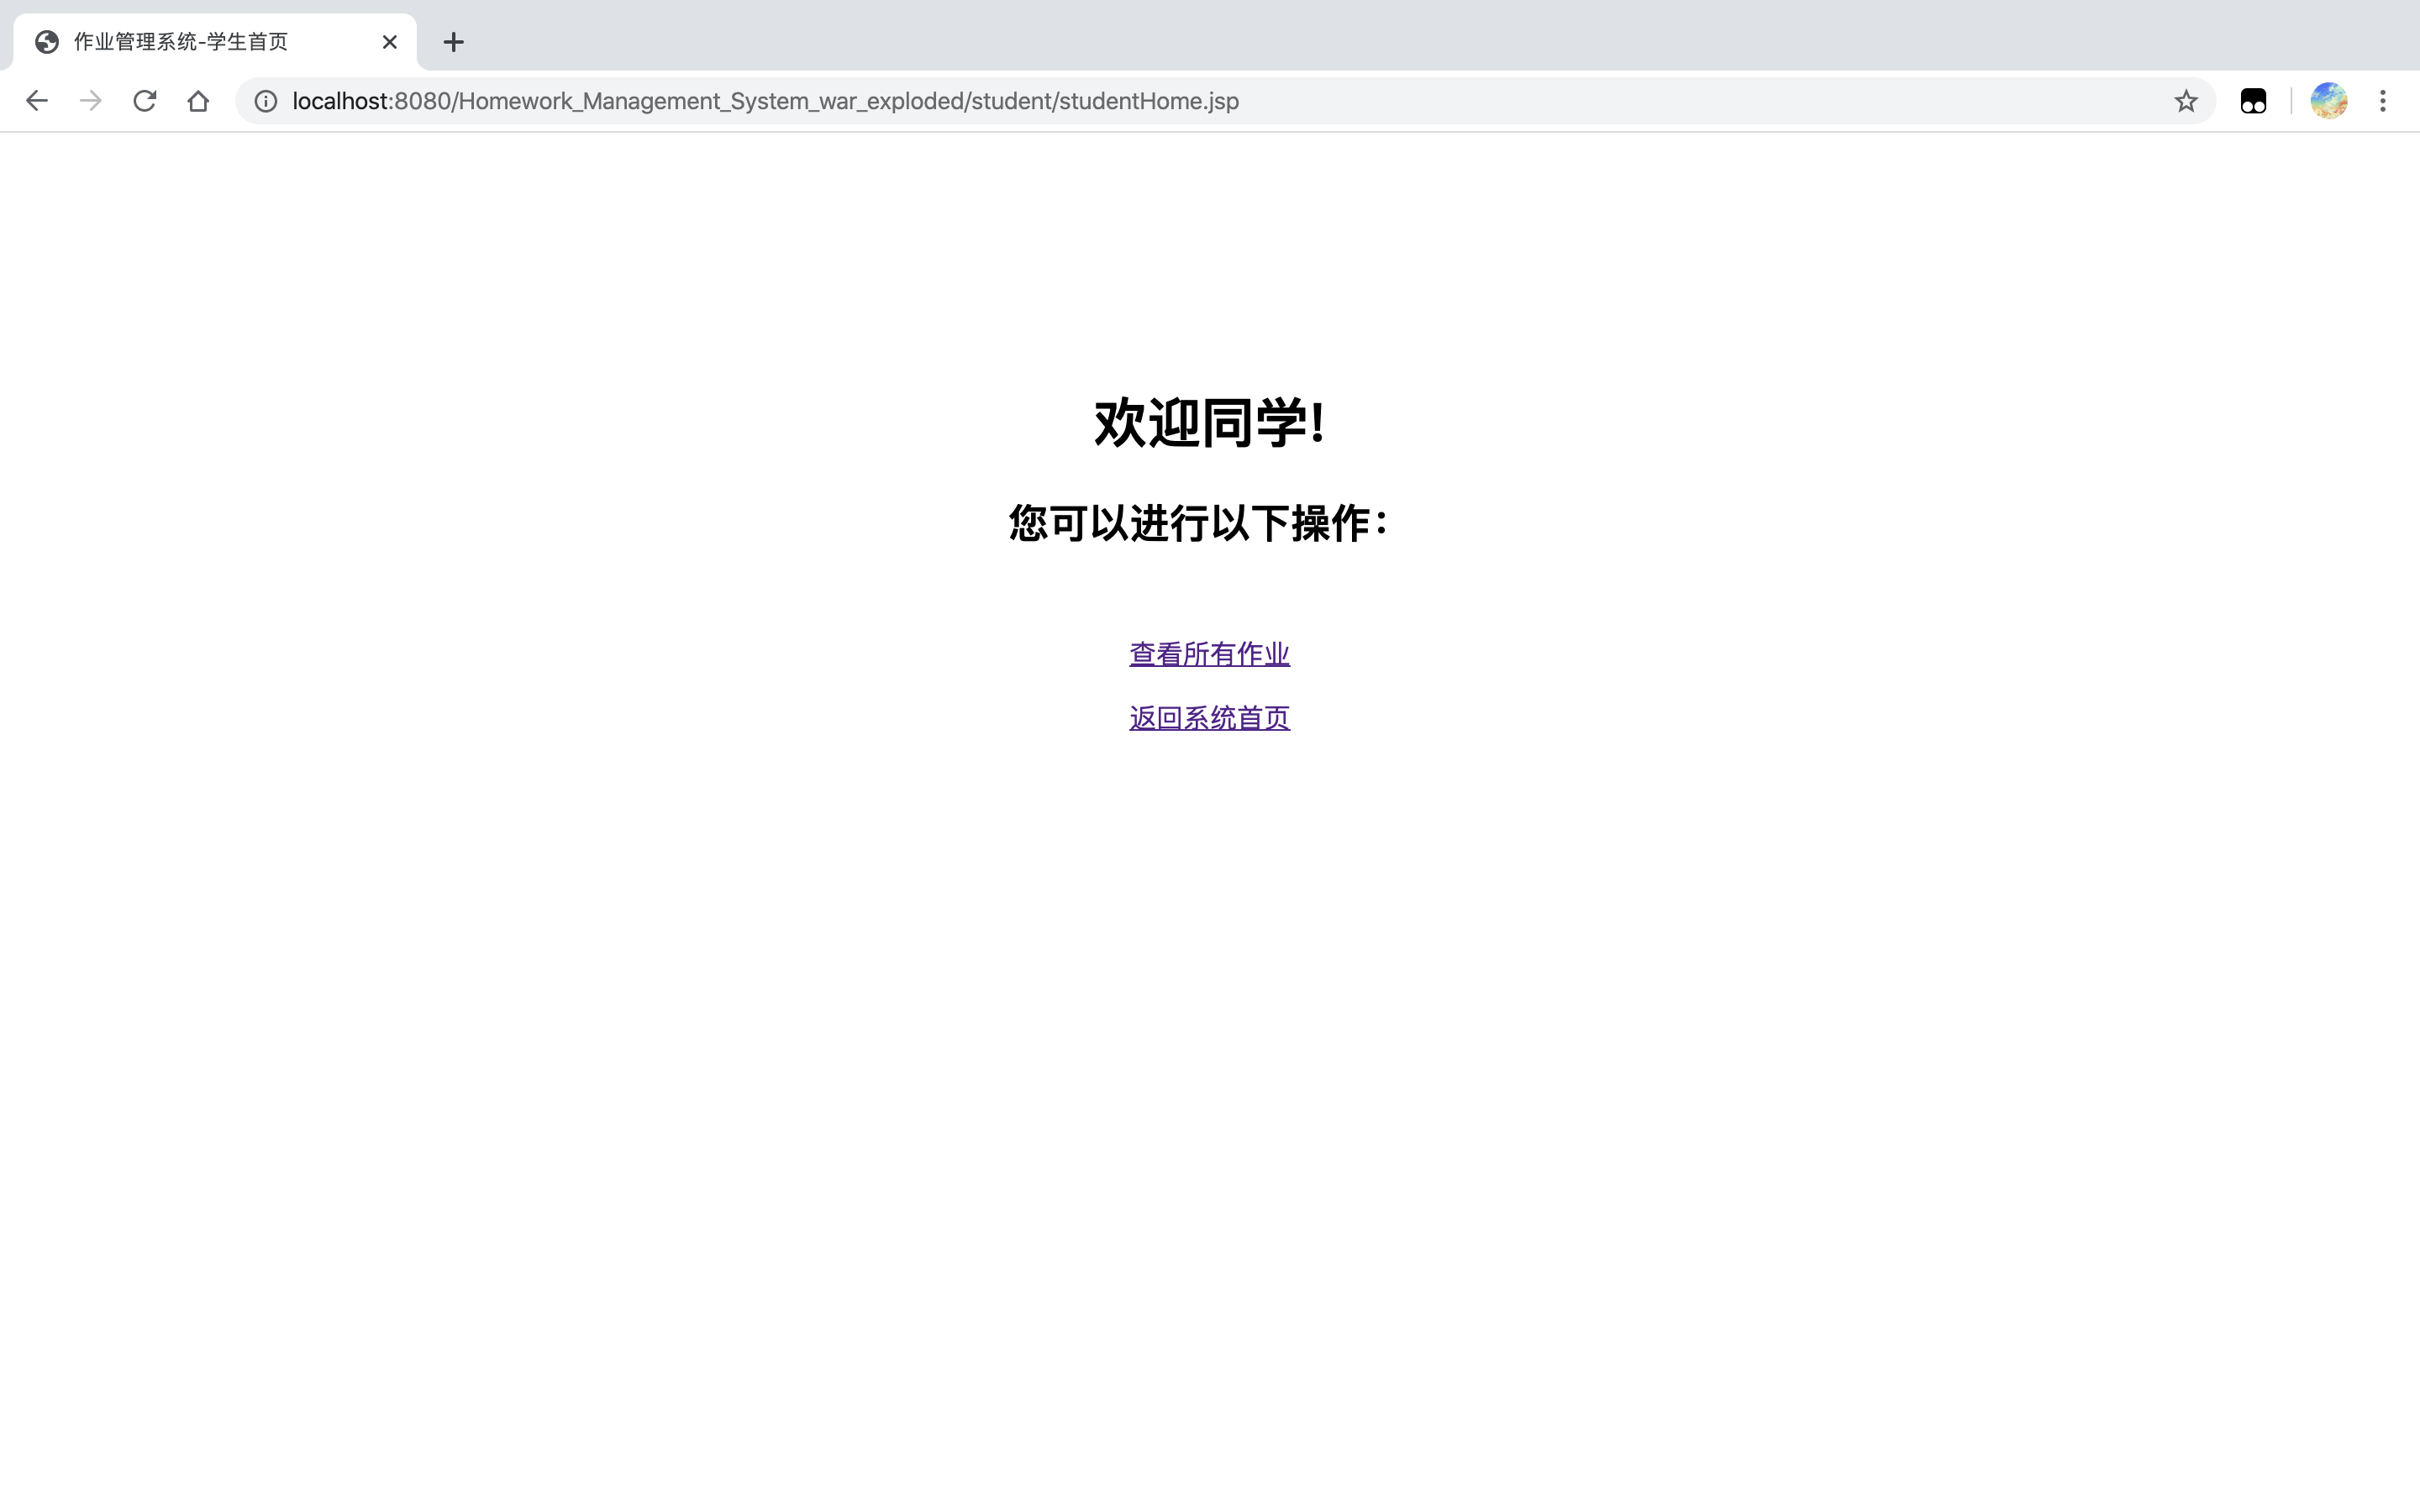 作业管理系统-学生首页
localhost:8080/Homework_Management_System_war_exploded/student/studentHome.jsp
欢迎同学!
您可以进行以下操作：
查看所有作业
返回系统首页